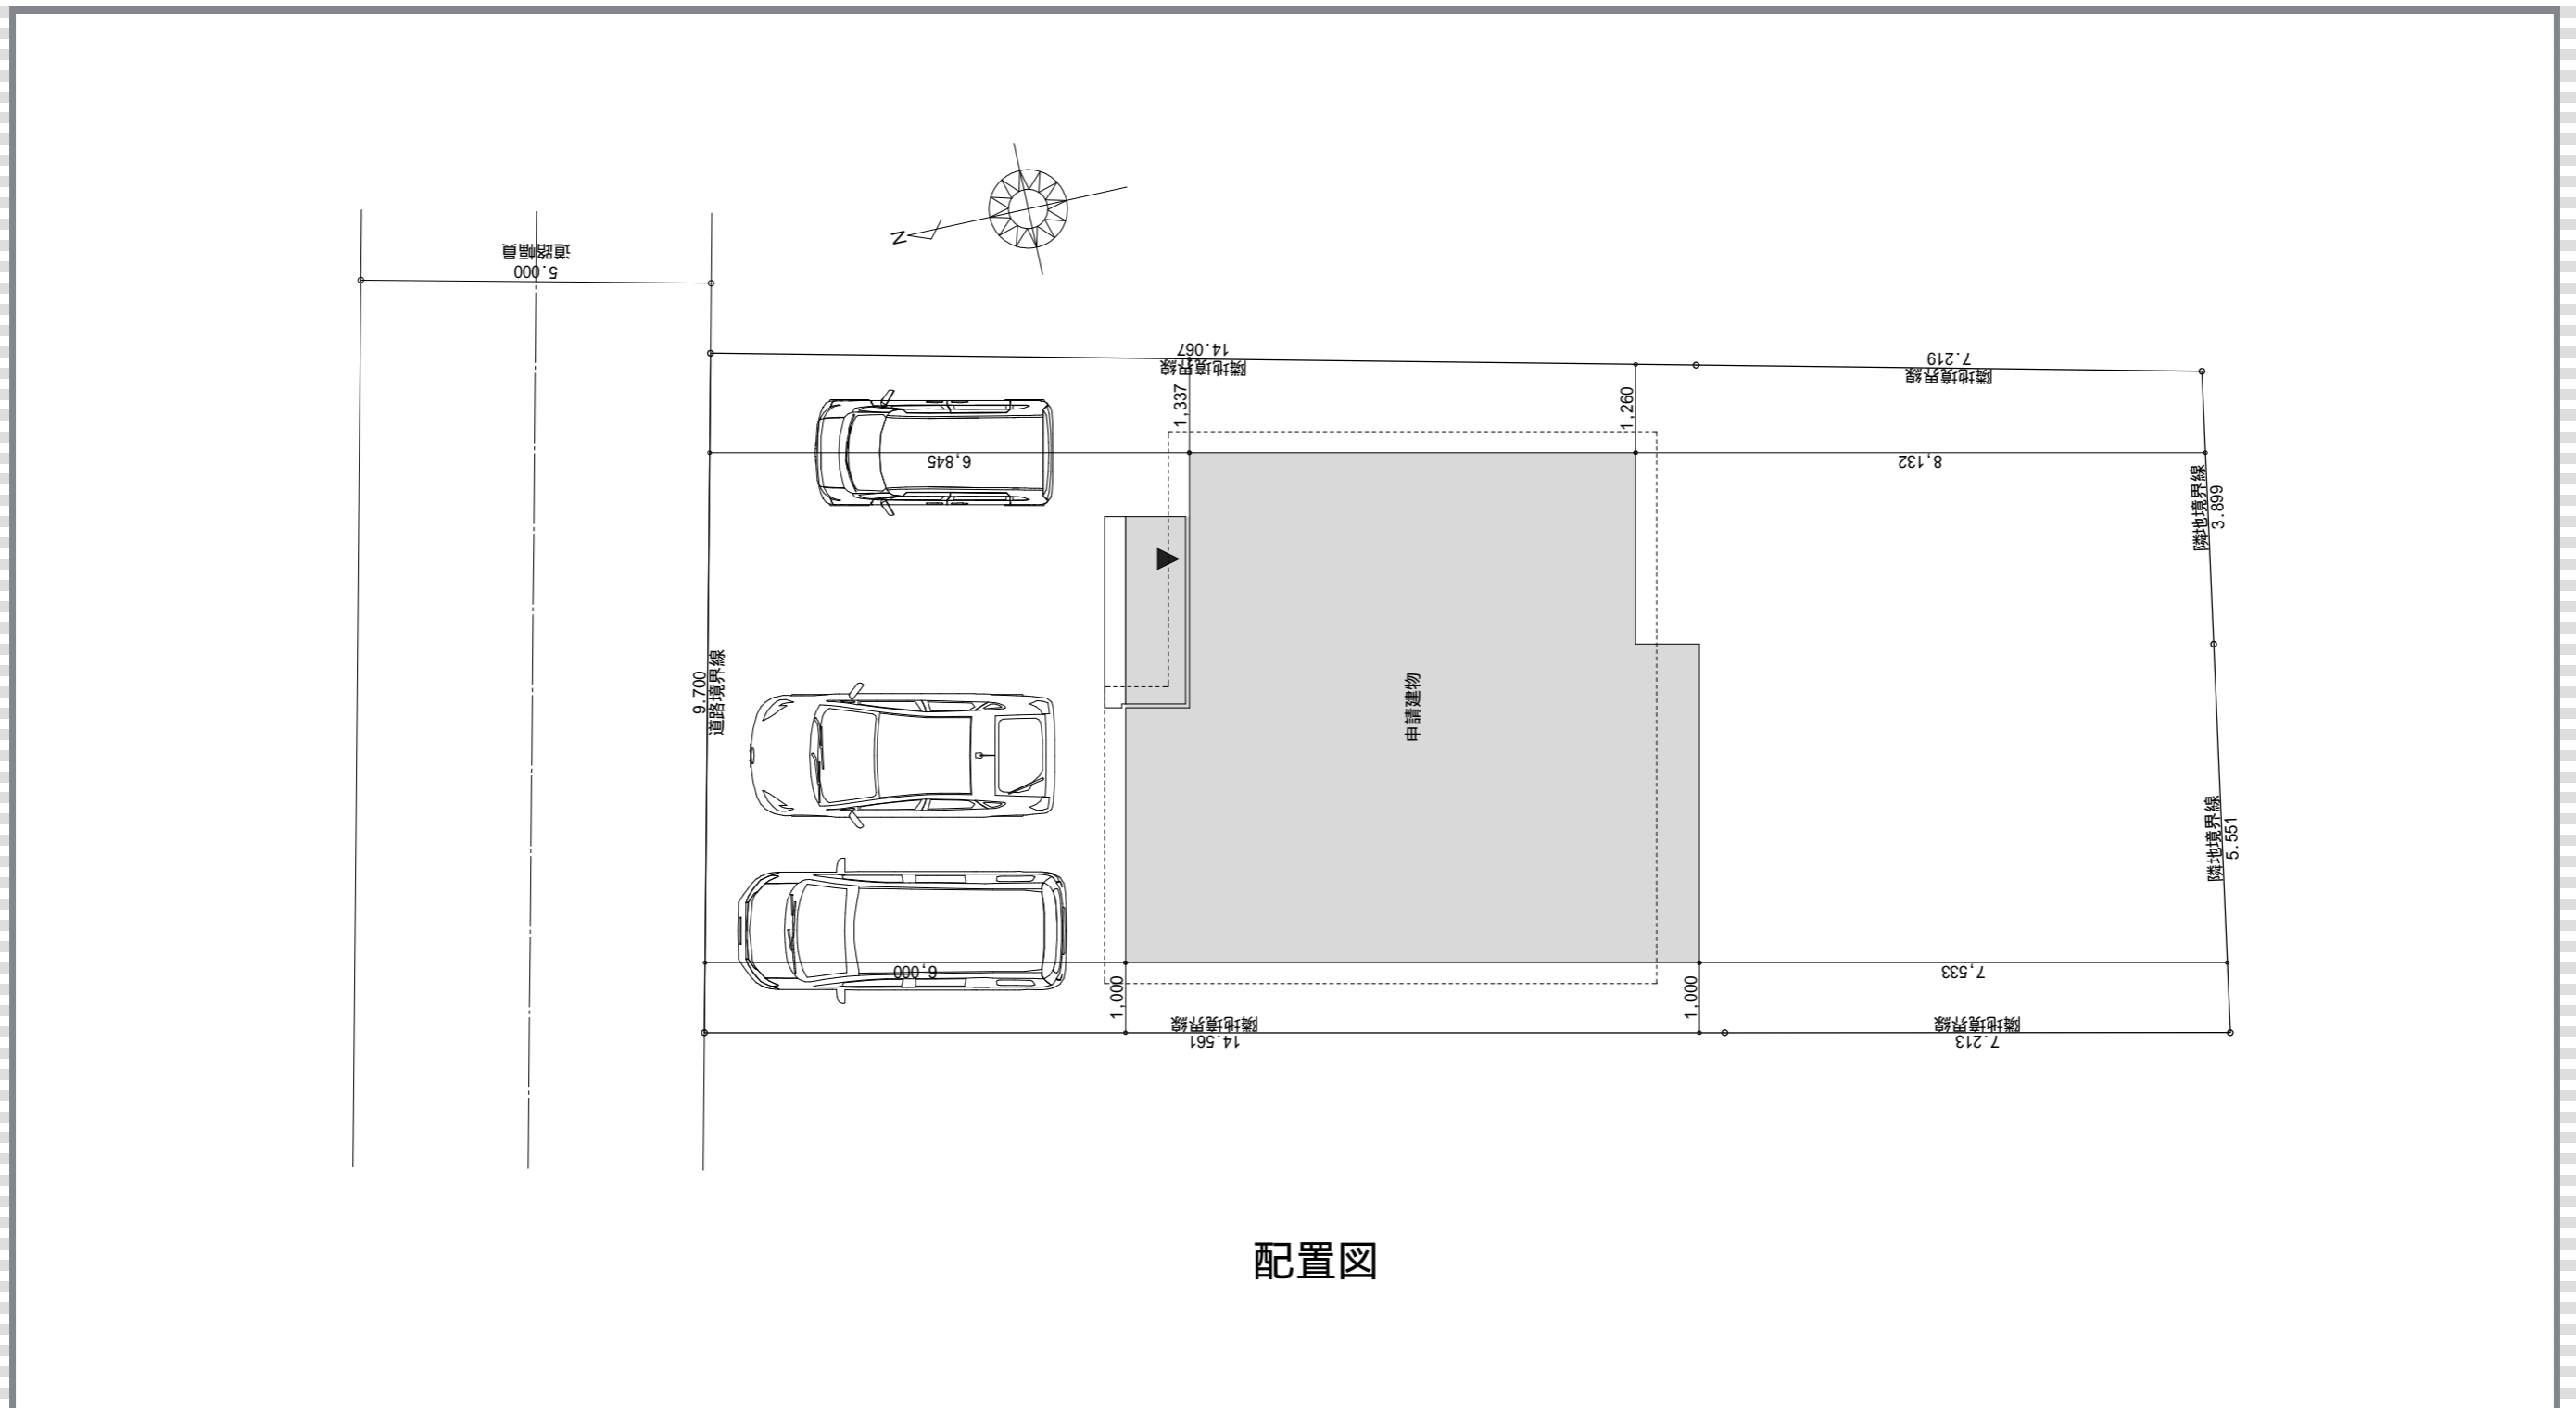 N
道路幅員
5.000
14.067
隣地境界線
7.219
隣地境界線
1,337
1,260
6,845
8,132
隣地境界線
3.899
9.700
道路境界線
申請建物
隣地境界線
5.551
6,000
7,533
1,000
1,000
隣地境界線
14.561
隣地境界線
7.213
配置図